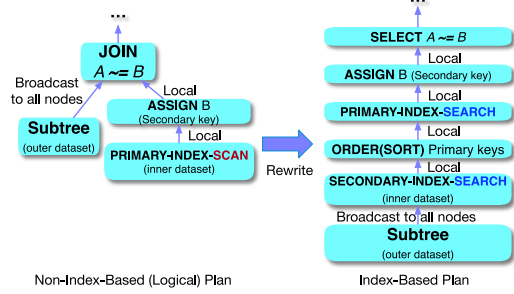 ...
JOIN
A ~= B
Broadcast
to all nodes
Local
ASSIGN B
(Secondary key)
Subtree
(outer dataset)
Local
PRIMARY-INDEX-SCAN
(inner dataset)
Non-Index-Based (Logical) Plan
Rewrite
...
SELECT A ~= B
Local
ASSIGN B (Secondary key)
Local
PRIMARY-INDEX-SEARCH
Local
ORDER(SORT) Primary keys
Local
SECONDARY-INDEX-SEARCH
(inner dataset)
Broadcast to all nodes
Subtree
(outer dataset)
Index-Based Plan